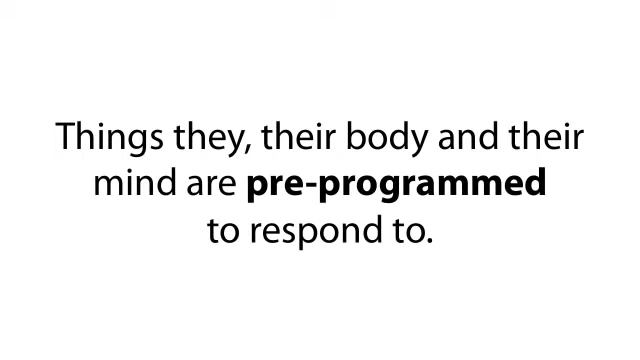 Things they, their body and their
mind are pre-programmed
to respond to.